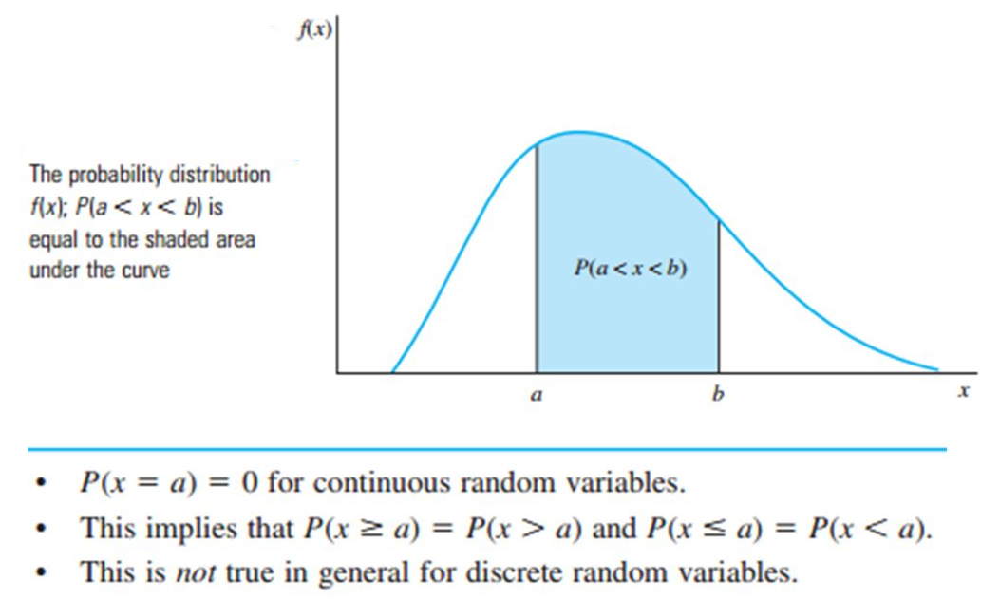 f(x)
The probability distribution
f(x); P(a < x < b) is
equal to the shaded area
under the curve
P(a < x < b)
a
b
x
• P(x = a) = 0 for continuous random variables.
• This implies that P(x ≥ a) = P(x > a) and P(x ≤ a) = P(x < a).
• This is not true in general for discrete random variables.